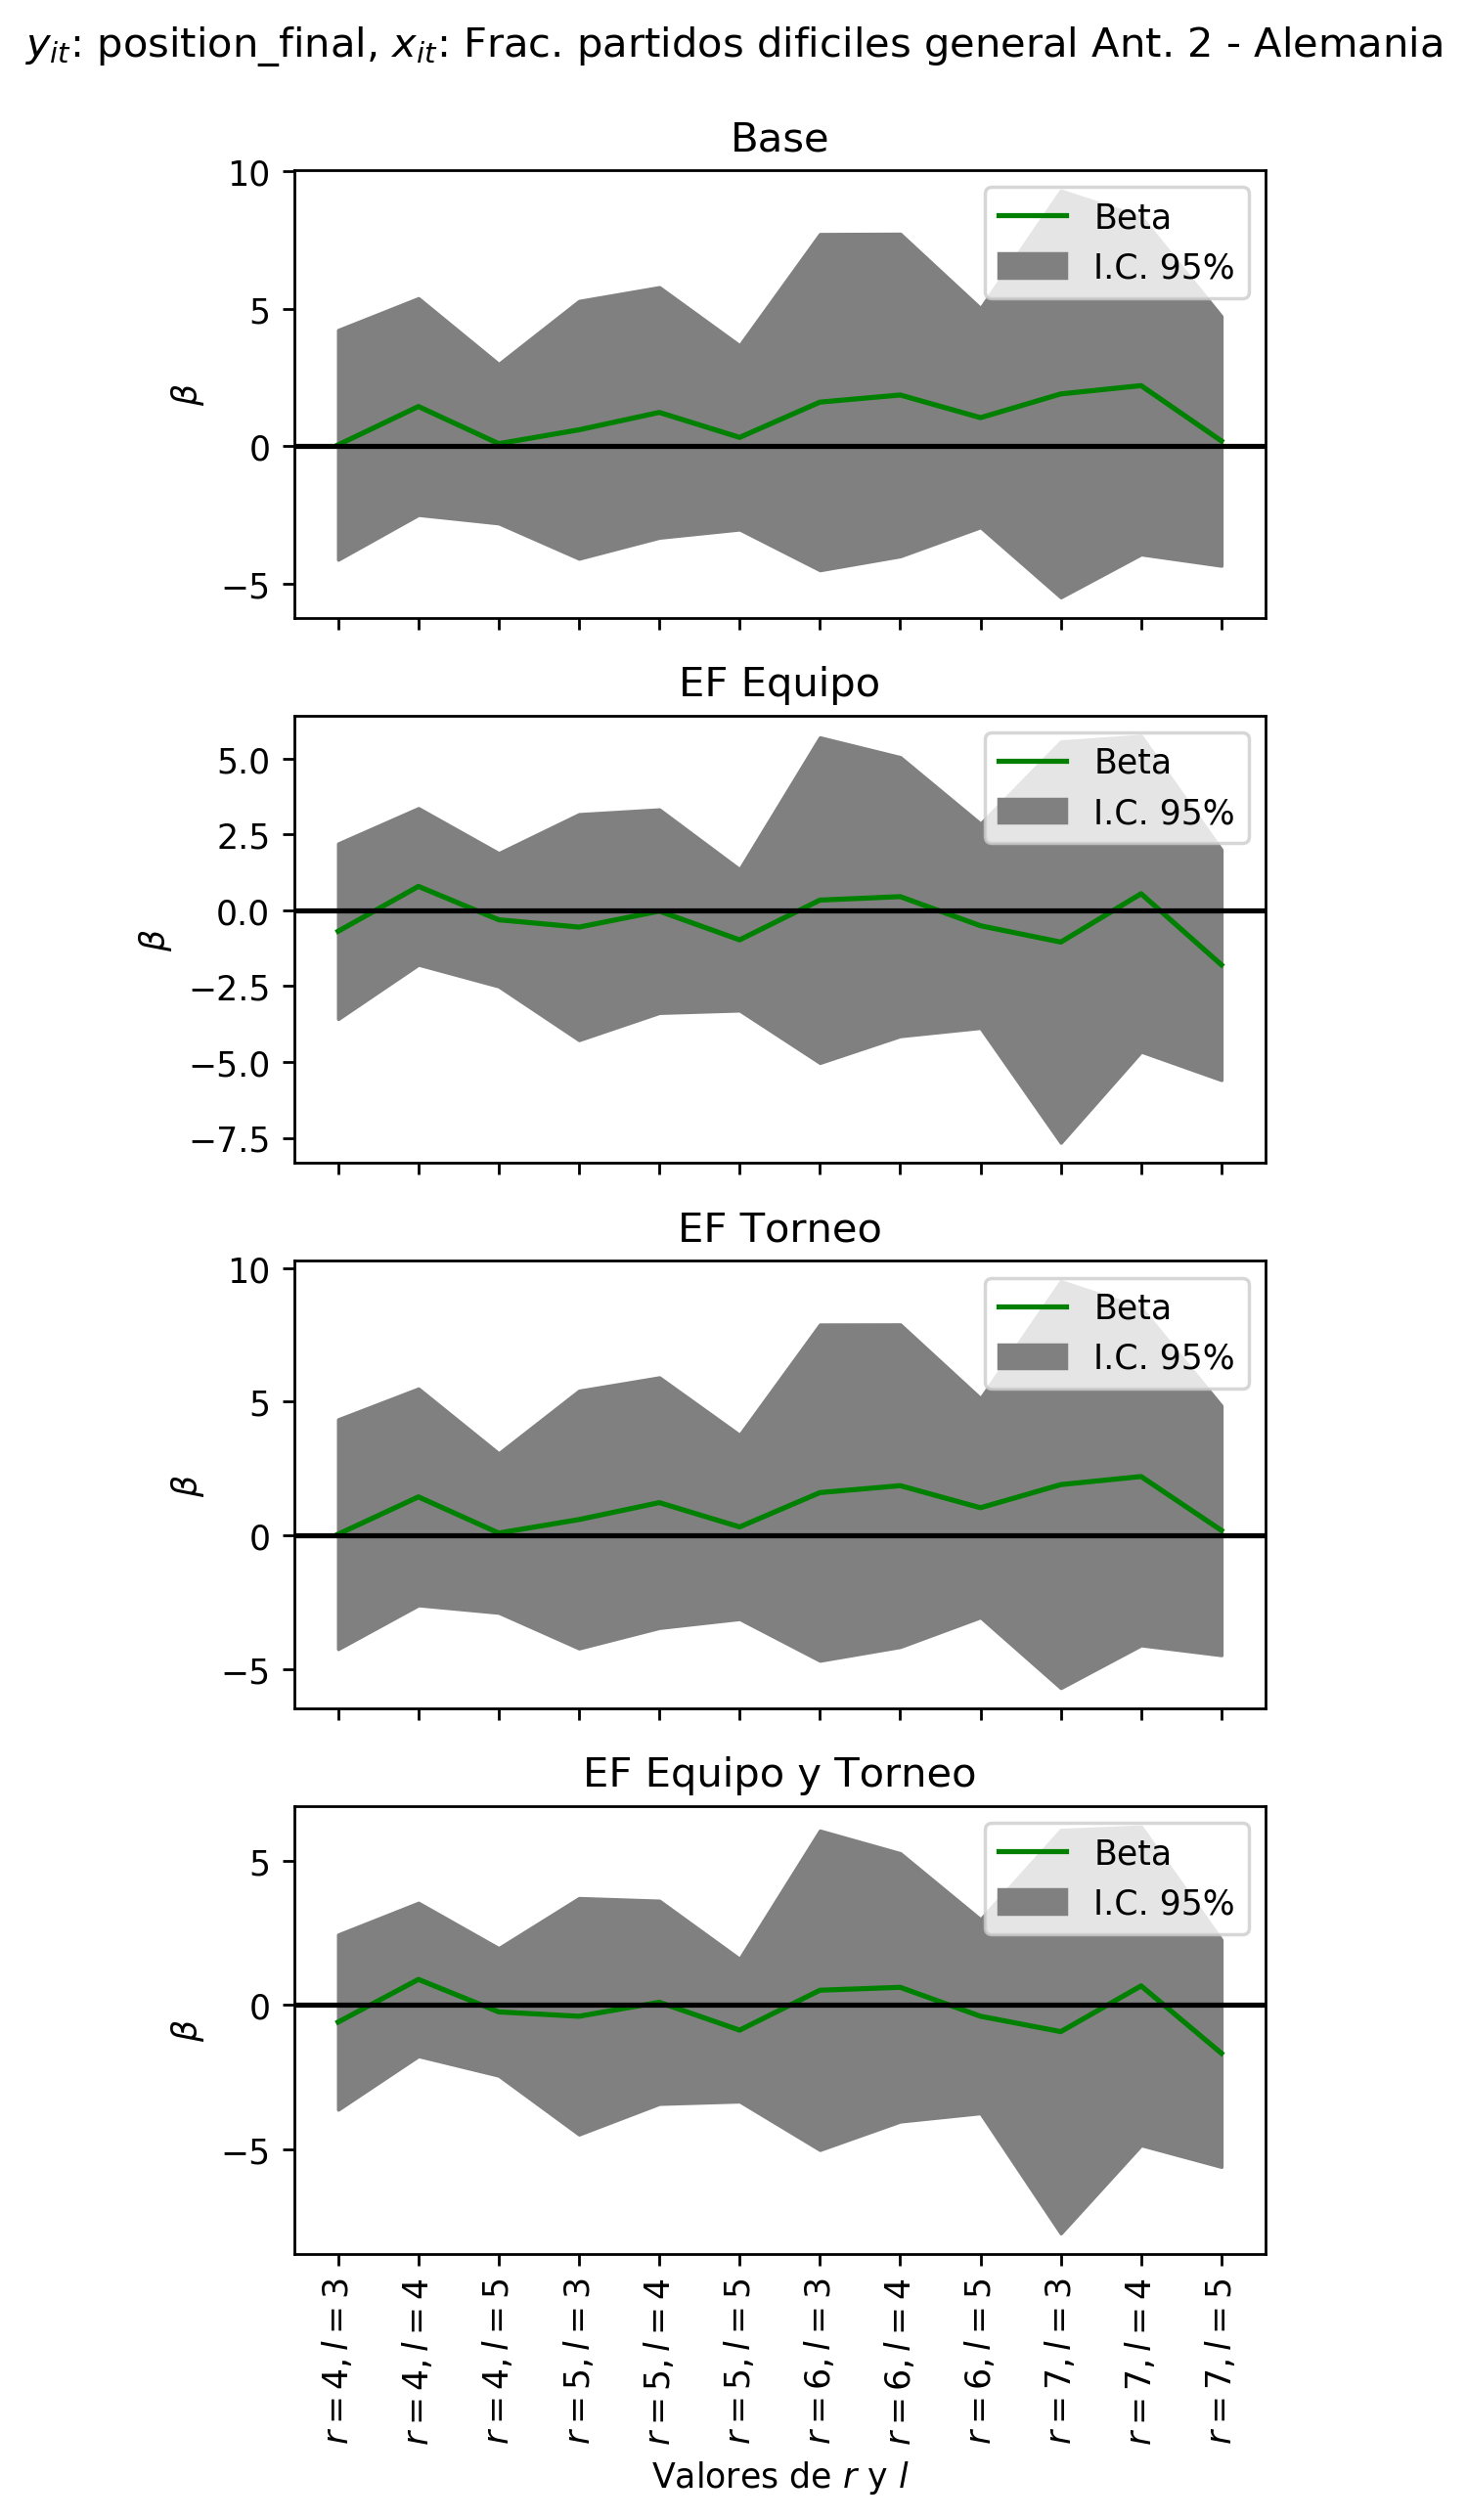 y_it: position_final, x_it: Frac. partidos dificiles general Ant. 2 - Alemania
Base
10
5
0
−5
β
Beta
I.C. 95%
EF Equipo
5.0
2.5
0.0
−2.5
−5.0
−7.5
β
Beta
I.C. 95%
EF Torneo
10
5
0
−5
β
Beta
I.C. 95%
EF Equipo y Torneo
5
0
−5
β
Beta
I.C. 95%
r = 4, l = 3
r = 4, l = 4
r = 4, l = 5
r = 5, l = 3
r = 5, l = 4
r = 5, l = 5
r = 6, l = 3
r = 6, l = 4
r = 6, l = 5
r = 7, l = 3
r = 7, l = 4
r = 7, l = 5
Valores de r y l